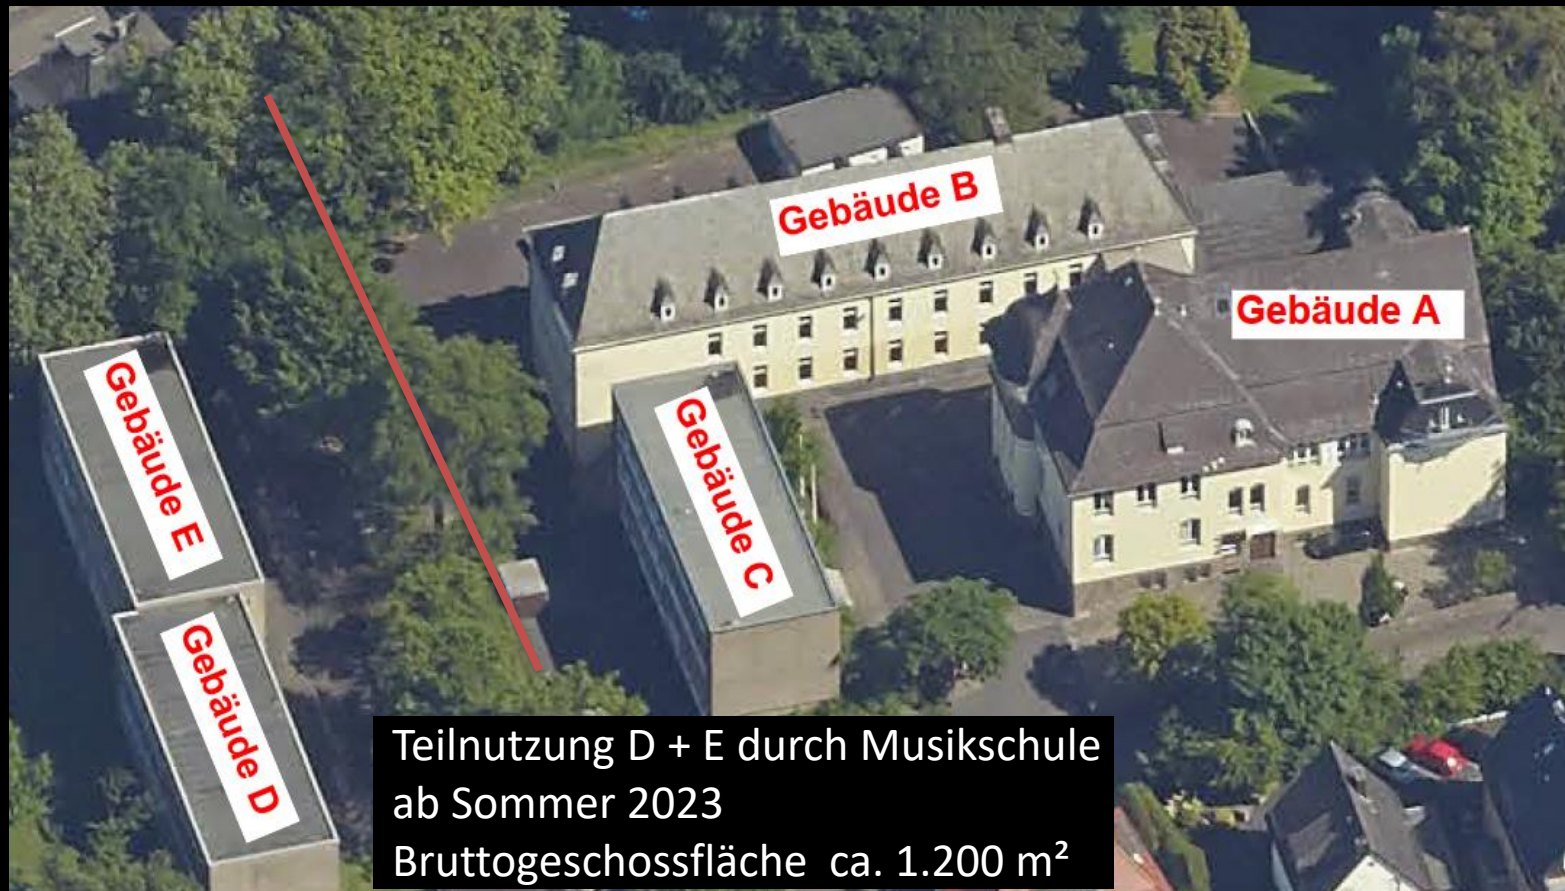 Gebäude B
Gebäude A
Gebäude E
Gebäude C
Gebäude D
Teilnutzung D + E durch Musikschule
ab Sommer 2023
Bruttogeschossfläche ca. 1.200 m²